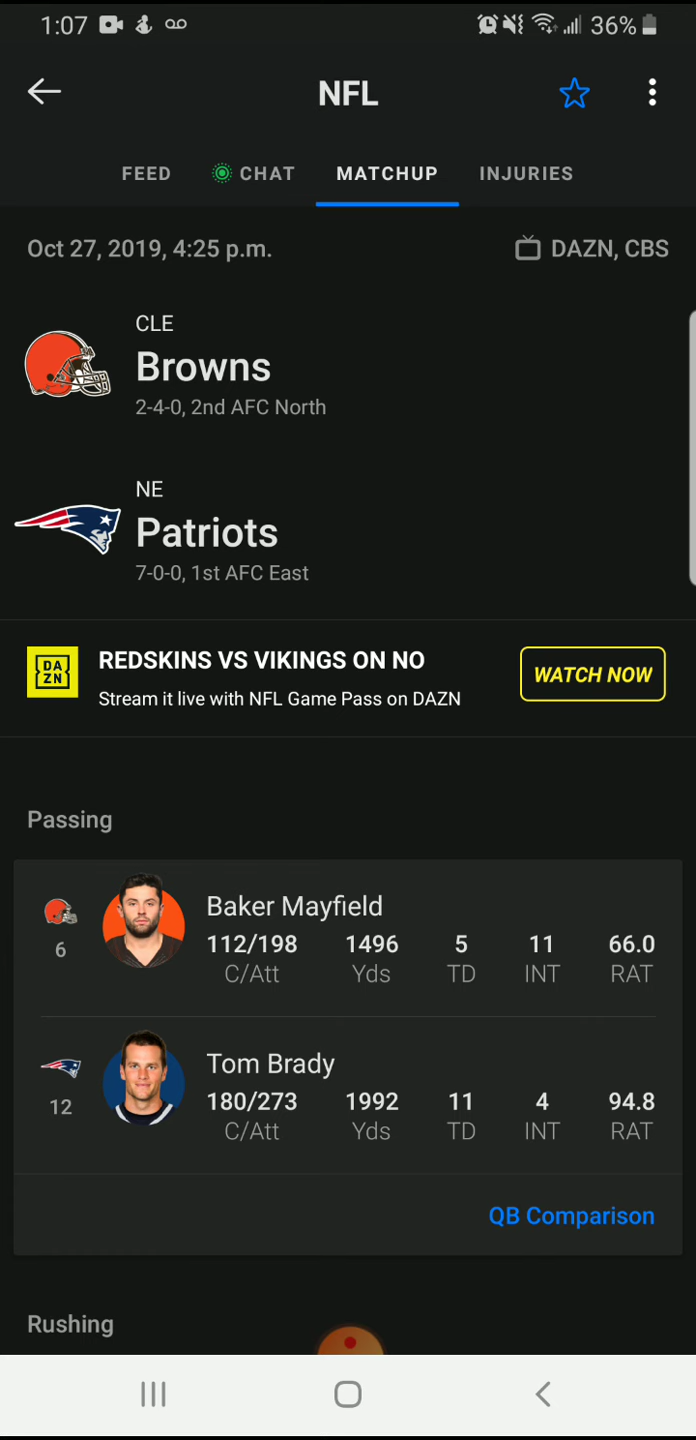 1:07 36%
NFL
FEED CHAT MATCHUP INJURIES
Oct 27, 2019, 4:25 p.m. DAZN, CBS
CLE
Browns
2-4-0, 2nd AFC North
NE
Patriots
7-0-0, 1st AFC East
DA
ZN
REDSKINS VS VIKINGS ON NO
Stream it live with NFL Game Pass on DAZN
WATCH NOW
Passing
Baker Mayfield
6 112/198 1496 5 11 66.0
C/Att Yds TD INT RAT
Tom Brady
12 180/273 1992 11 4 94.8
C/Att Yds TD INT RAT
QB Comparison
Rushing